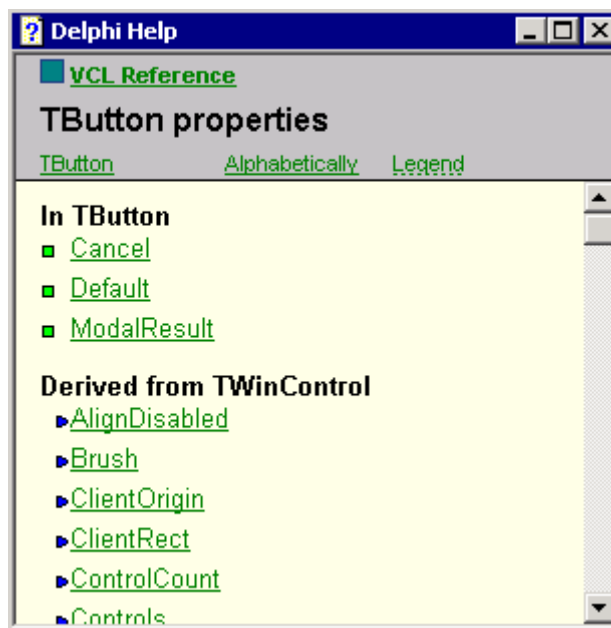 Delphi Help
VCL Reference
TButton properties
TButton Alphabetically Legend
In TButton
Cancel
Default
ModalResult
Derived from TWinControl
AlignDisabled
Brush
ClientOrigin
ClientRect
ControlCount
Controls